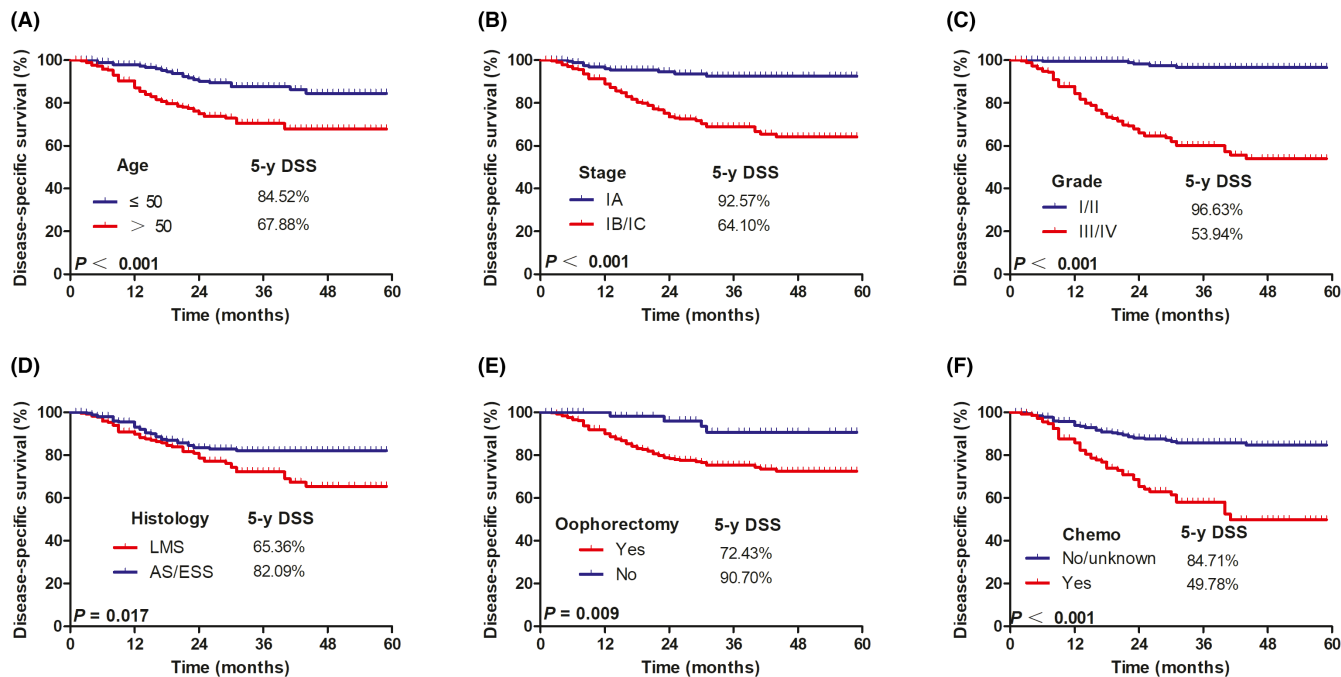 (A)
Disease-specific survival (%)
100
80
60
40
20
0
Age 5-y DSS
≤ 50 84.52%
> 50 67.88%
P < 0.001
0 12 24 36 48 60
Time (months)
(B)
Disease-specific survival (%)
100
80
60
40
20
0
Stage 5-y DSS
IA 92.57%
IB/IC 64.10%
P < 0.001
0 12 24 36 48 60
Time (months)
(C)
Disease-specific survival (%)
100
80
60
40
20
0
Grade 5-y DSS
I/II 96.63%
III/IV 53.94%
P < 0.001
0 12 24 36 48 60
Time (months)
(D)
Disease-specific survival (%)
100
80
60
40
20
0
Histology 5-y DSS
LMS 65.36%
AS/ESS 82.09%
P = 0.017
0 12 24 36 48 60
Time (months)
(E)
Disease-specific survival (%)
100
80
60
40
20
0
Oophorectomy 5-y DSS
Yes 72.43%
No 90.70%
P = 0.009
0 12 24 36 48 60
Time (months)
(F)
Disease-specific survival (%)
100
80
60
40
20
0
Chemo 5-y DSS
No/unknown 84.71%
Yes 49.78%
P < 0.001
0 12 24 36 48 60
Time (months)